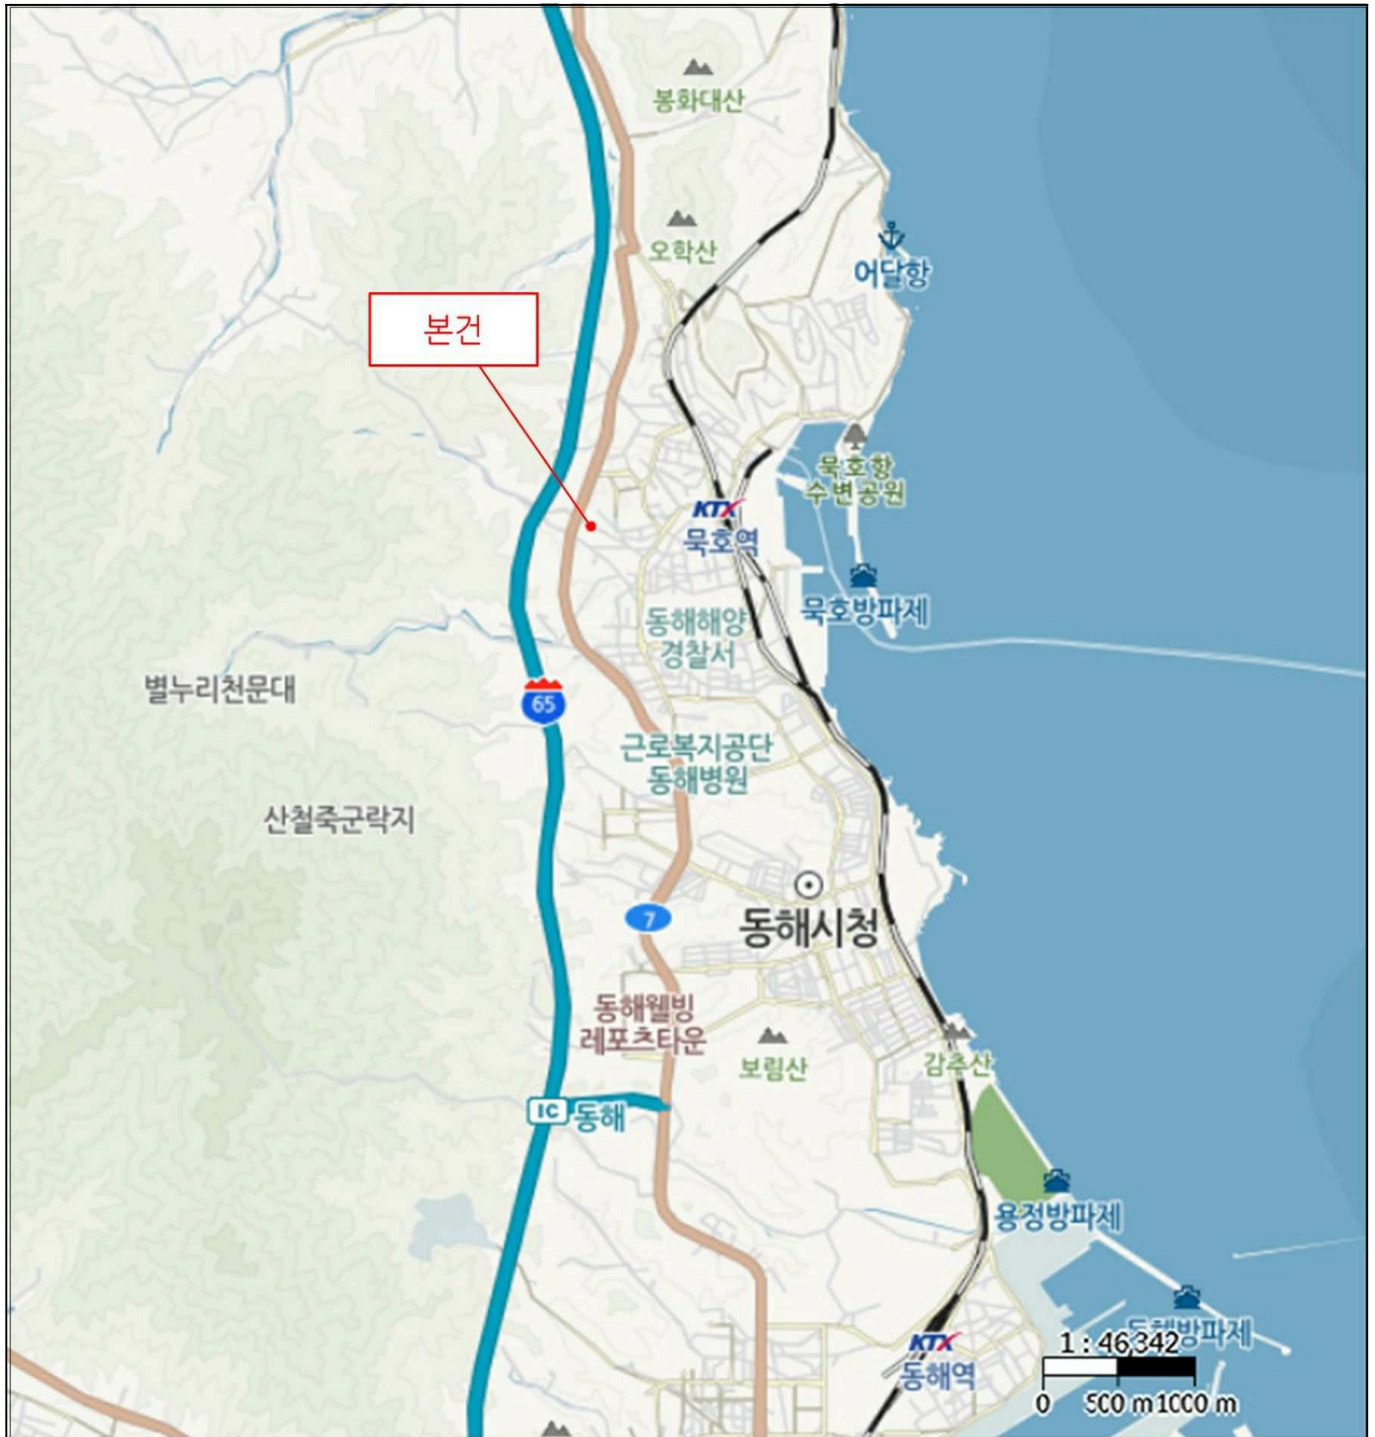 봉화대산
오학산
어달항
본건
묵호항
수변공원
KTX
묵호역
묵호방파제
동해해양
경찰서
별누리천문대
65
근로복지공단
동해병원
산철죽군락지
동해시청
7
동해웰빙
레포츠타운
보림산
감추산
IC 동해
용정방파제
동해방파제
1 : 46,342
KTX
동해역
0 500 m 1000 m